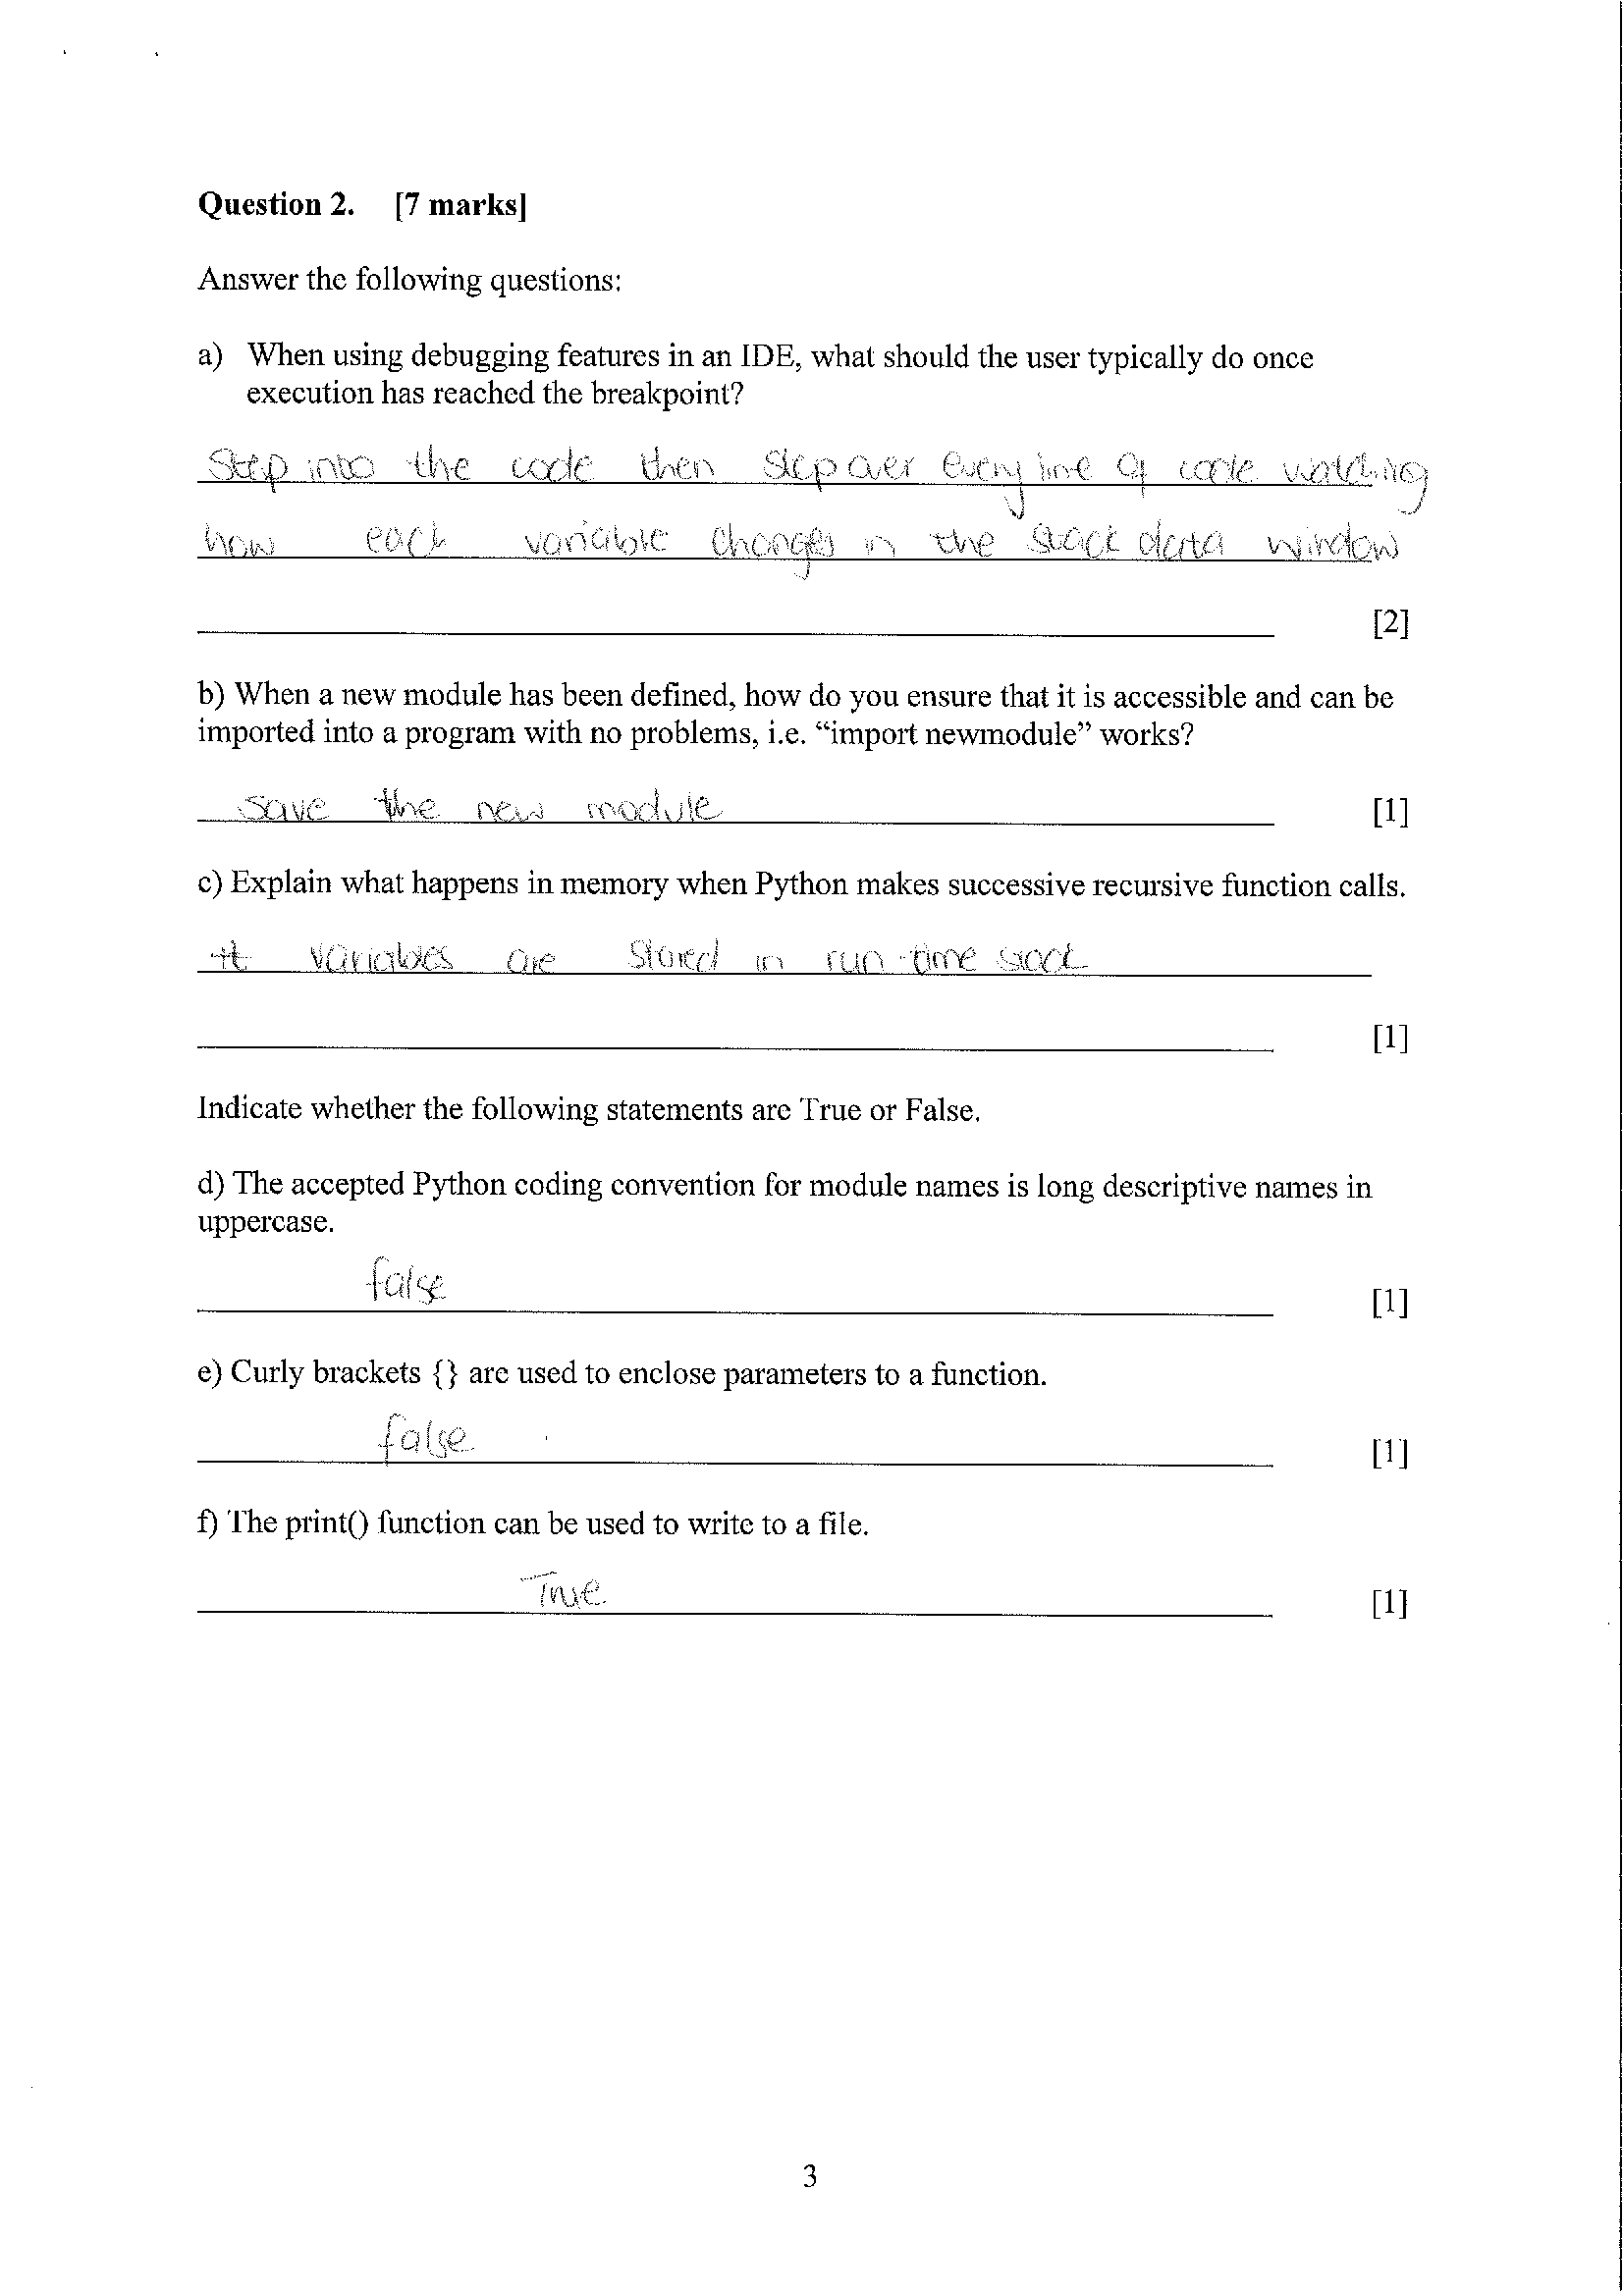 Question 2. [7 marks]
Answer the following questions:
a) When using debugging features in an IDE, what should the user typically do once
execution has reached the breakpoint?
Step into the code then step over every line of code watching
how each variable changes in the stack data window
[2]
b) When a new module has been defined, how do you ensure that it is accessible and can be
imported into a program with no problems, i.e. “import newmodule” works?
save the new module [1]
c) Explain what happens in memory when Python makes successive recursive function calls.
it variables are stored in run-time stack
[1]
Indicate whether the following statements are True or False.
d) The accepted Python coding convention for module names is long descriptive names in
uppercase.
false [1]
e) Curly brackets {} are used to enclose parameters to a function.
false [1]
f) The print() function can be used to write to a file.
True [1]
3